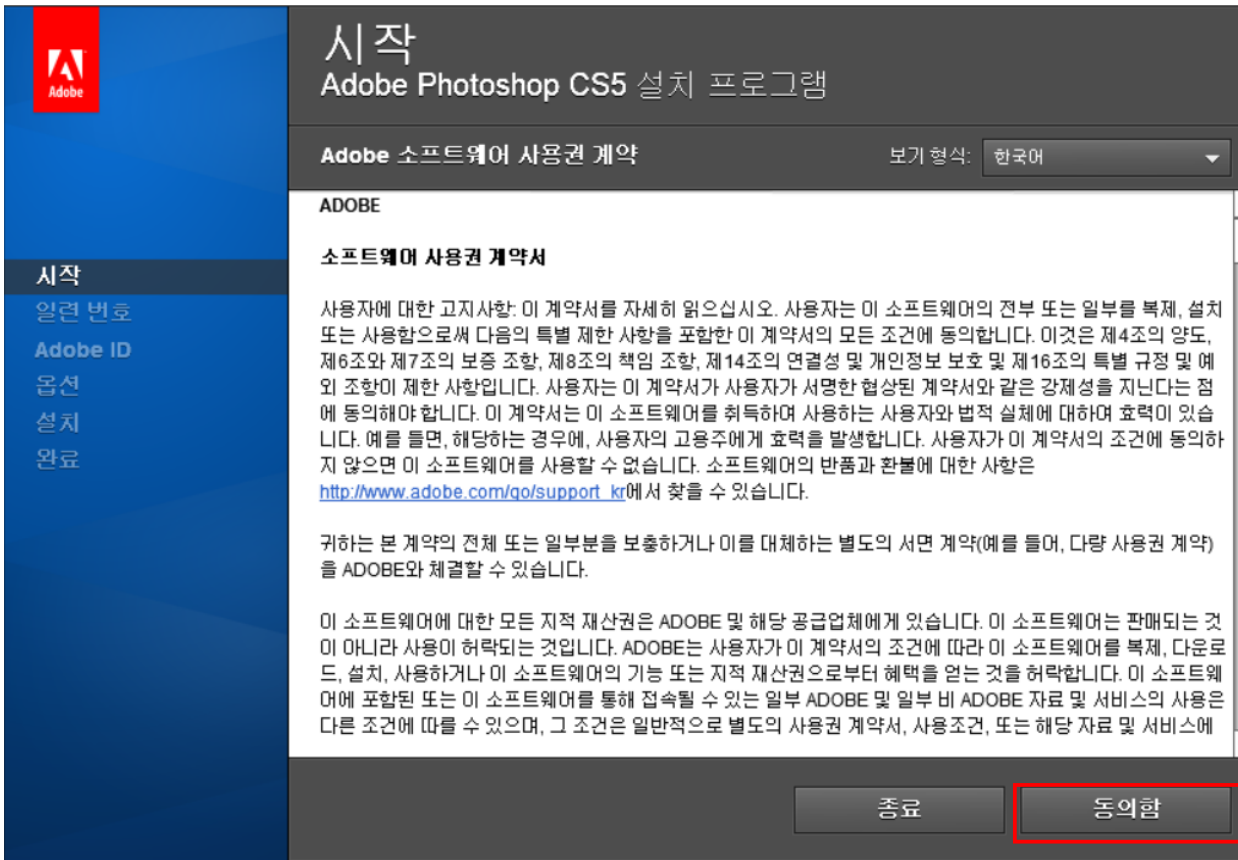 Adobe
시작
Adobe Photoshop CS5 설치 프로그램
Adobe 소프트웨어 사용권 계약
보기 형식: 한국어
시작
일련 번호
Adobe ID
옵션
설치
완료
ADOBE
소프트웨어 사용권 계약서
사용자에 대한 고지사항: 이 계약서를 자세히 읽으십시오. 사용자는 이 소프트웨어의 전부 또는 일부를 복제, 설치
또는 사용함으로써 다음의 특별 제한 사항을 포함한 이 계약서의 모든 조건에 동의합니다. 이것은 제4조의 양도,
제6조와 제7조의 보증 조항, 제8조의 책임 조항, 제14조의 연결성 및 개인정보 보호 및 제16조의 특별 규정 및 예
외 조항이 제한 사항입니다. 사용자는 이 계약서가 사용자가 서명한 협상된 계약서와 같은 강제성을 지닌다는 점
에 동의해야 합니다. 이 계약서는 이 소프트웨어를 취득하여 사용하는 사용자와 법적 실체에 대하여 효력이 있습
니다. 예를 들면, 해당하는 경우에, 사용자의 고용주에게 효력을 발생합니다. 사용자가 이 계약서의 조건에 동의하
지 않으면 이 소프트웨어를 사용할 수 없습니다. 소프트웨어의 반품과 환불에 대한 사항은
http://www.adobe.com/go/support_kr에서 찾을 수 있습니다.
귀하는 본 계약의 전체 또는 일부분을 보충하거나 이를 대체하는 별도의 서면 계약(예를 들어, 다량 사용권 계약)
을 ADOBE와 체결할 수 있습니다.
이 소프트웨어에 대한 모든 지적 재산권은 ADOBE 및 해당 공급업체에게 있습니다. 이 소프트웨어는 판매되는 것
이 아니라 사용이 허락되는 것입니다. ADOBE는 사용자가 이 계약서의 조건에 따라 이 소프트웨어를 복제, 다운로
드, 설치, 사용하거나 이 소프트웨어의 기능 또는 지적 재산권으로부터 혜택을 얻는 것을 허락합니다. 이 소프트웨
어에 포함된 또는 이 소프트웨어를 통해 접속될 수 있는 일부 ADOBE 및 일부 비 ADOBE 자료 및 서비스의 사용은
다른 조건에 따를 수 있으며, 그 조건은 일반적으로 별도의 사용권 계약서, 사용조건, 또는 해당 자료 및 서비스에
종료
동의함